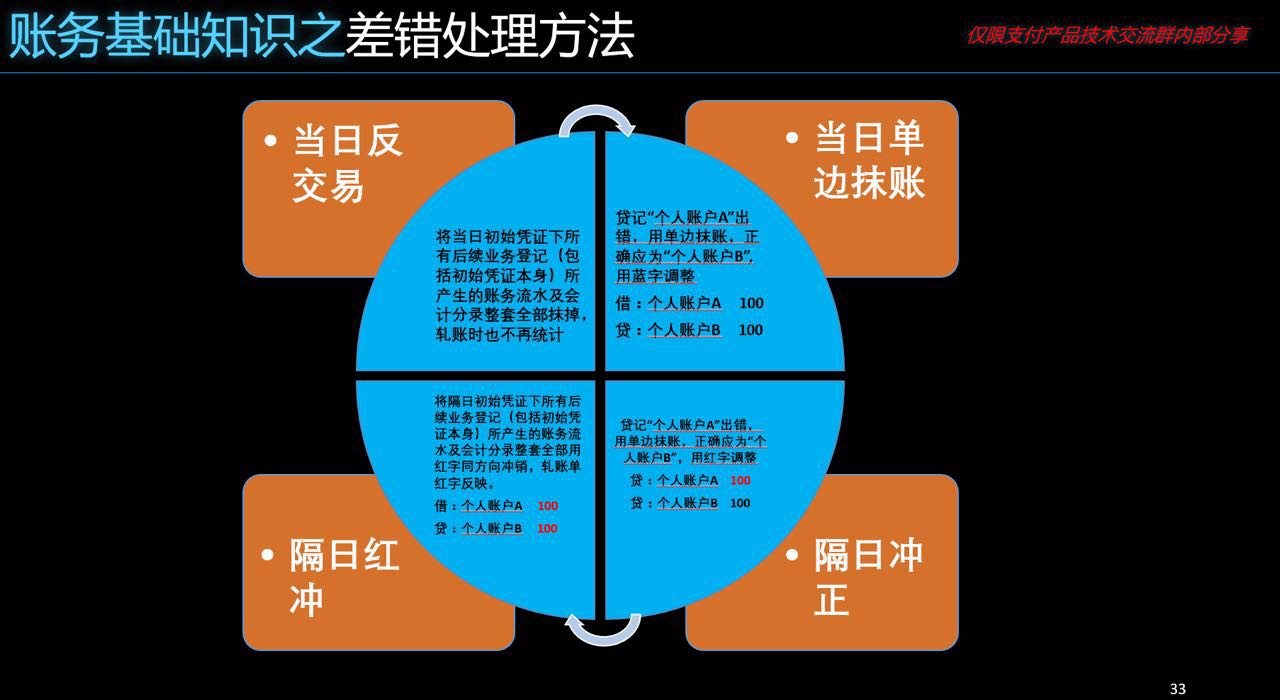 账务基础知识之差错处理方法
仅限支付产品技术交流群内部分享
• 当日反
交易
将当日初始凭证下所
有后续业务登记（包
括初始凭证本身）所
产生的账务流水及会
计分录整套全部抹掉，
轧账时也不再统计
• 当日单
边抹账
贷记“个人账户A”出
错，用单边抹账，正
确应为“个人账户B”，
用蓝字调整
借：个人账户A 100
贷：个人账户B 100
将隔日初始凭证下所有后
续业务登记（包括初始凭
证本身）所产生的账务流
水及会计分录整套全部用
红字同方向冲销，轧账单
红字反映。
借：个人账户A 100
贷：个人账户B 100
• 隔日红
冲
贷记“个人账户A”出错，
用单边抹账，正确应为“个
人账户B”，用红字调整
贷：个人账户A 100
贷：个人账户B 100
• 隔日冲
正
33